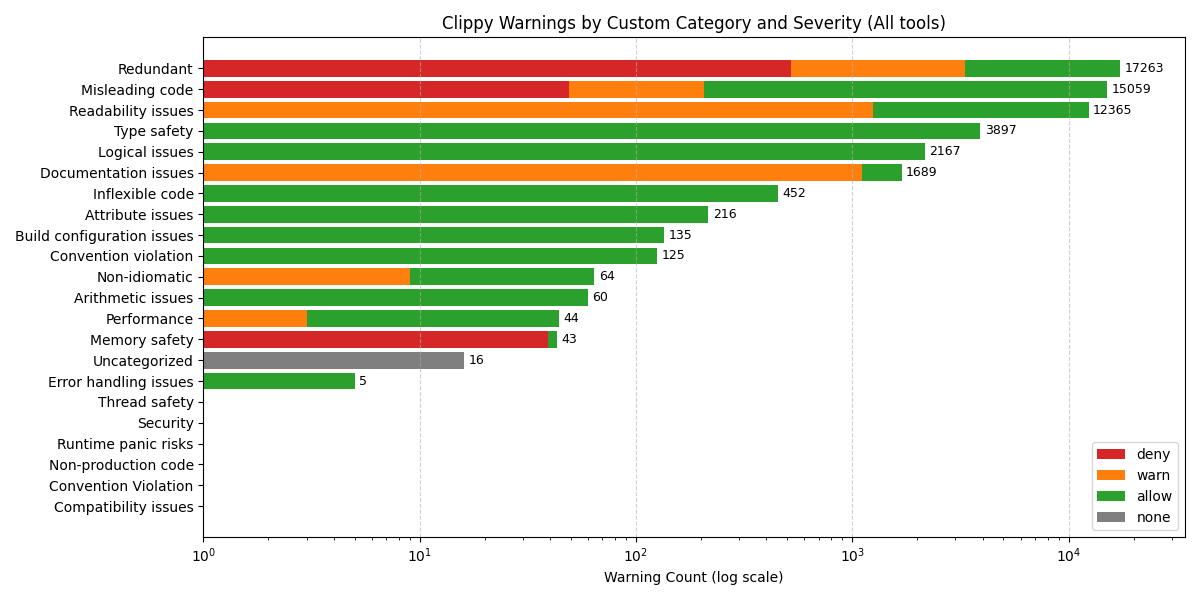 Clippy Warnings by Custom Category and Severity (All tools)
Redundant 17263
Misleading code 15059
Readability issues 12365
Type safety 3897
Logical issues 2167
Documentation issues 1689
Inflexible code 452
Attribute issues 216
Build configuration issues 135
Convention violation 125
Non-idiomatic 64
Arithmetic issues 60
Performance 44
Memory safety 43
Uncategorized 16
Error handling issues 5
Thread safety
Security
Runtime panic risks
Non-production code
Convention Violation
Compatibility issues
deny
warn
allow
none
10⁰ 10¹ 10² 10³ 10⁴
Warning Count (log scale)